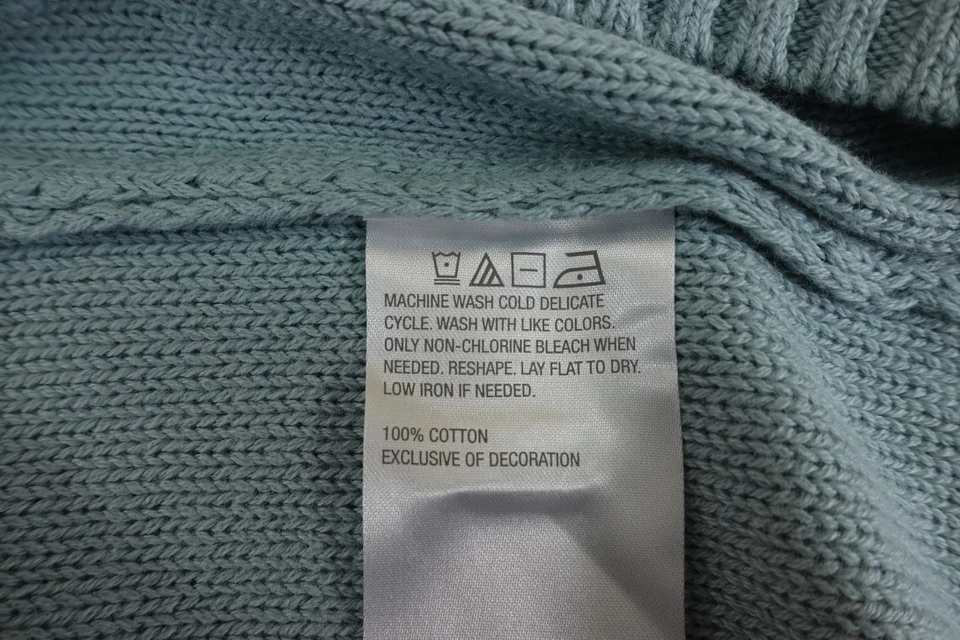 MACHINE WASH COLD DELICATE
CYCLE. WASH WITH LIKE COLORS.
ONLY NON-CHLORINE BLEACH WHEN
NEEDED. RESHAPE. LAY FLAT TO DRY.
LOW IRON IF NEEDED.
100% COTTON
EXCLUSIVE OF DECORATION